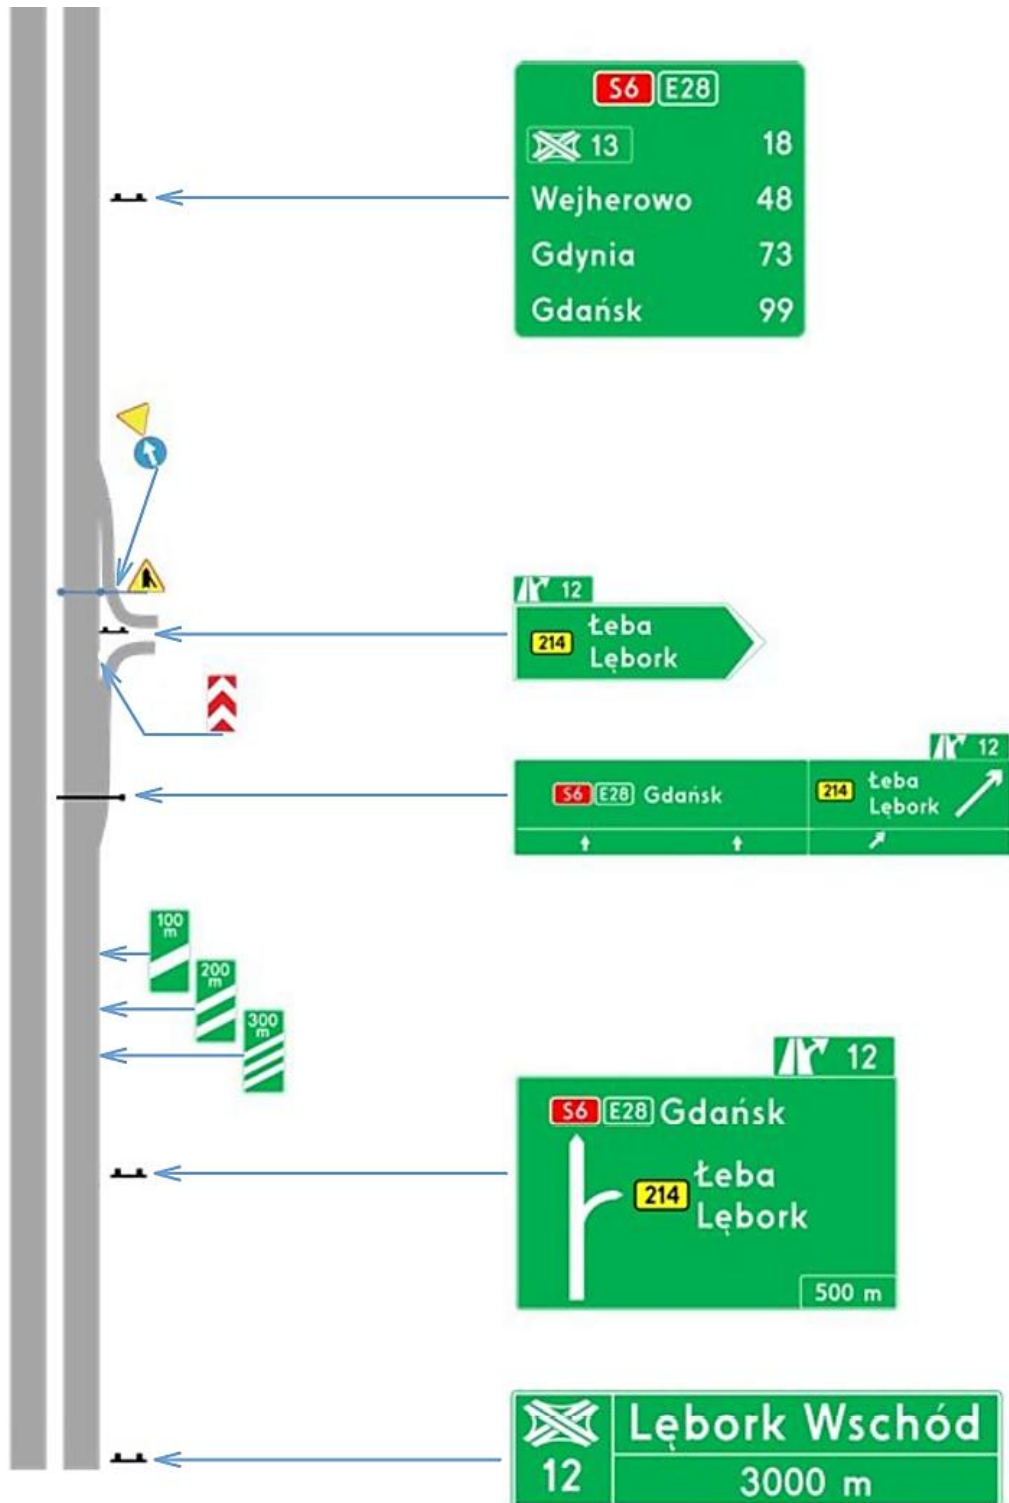 S6 E28
13 18
Wejherowo 48
Gdynia 73
Gdańsk 99
12
214 Łeba
Lębork
12
S6 E28 Gdańsk 214 Łeba
Lębork
100
m
200
m
300
m
12
S6 E28 Gdańsk
214 Łeba
Lębork
500 m
Lębork Wschód
12 3000 m